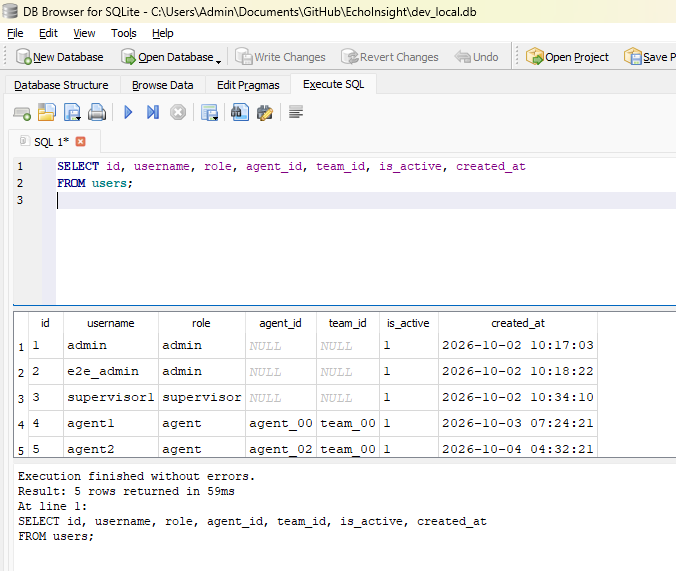 DB Browser for SQLite - C:\Users\Admin\Documents\GitHub\EchoInsight\dev_local.db
File Edit View Tools Help
New Database Open Database Write Changes Revert Changes Undo Open Project Save P
Database Structure Browse Data Edit Pragmas Execute SQL
SQL 1*
1 SELECT id, username, role, agent_id, team_id, is_active, created_at
2 FROM users;
3
id username role agent_id team_id is_active created_at
1 1 admin admin NULL NULL 1 2026-10-02 10:17:03
2 2 e2e_admin admin NULL NULL 1 2026-10-02 10:18:22
3 3 supervisor1 supervisor NULL NULL 1 2026-10-02 10:34:10
4 4 agent1 agent agent_00 team_00 1 2026-10-03 07:24:21
5 5 agent2 agent agent_02 team_00 1 2026-10-04 04:32:21
Execution finished without errors.
Result: 5 rows returned in 59ms
At line 1:
SELECT id, username, role, agent_id, team_id, is_active, created_at
FROM users;